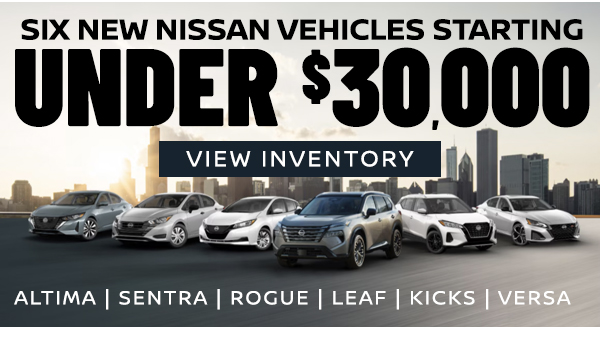 SIX NEW NISSAN VEHICLES STARTING
UNDER $30,000
VIEW INVENTORY
ALTIMA | SENTRA | ROGUE | LEAF | KICKS | VERSA